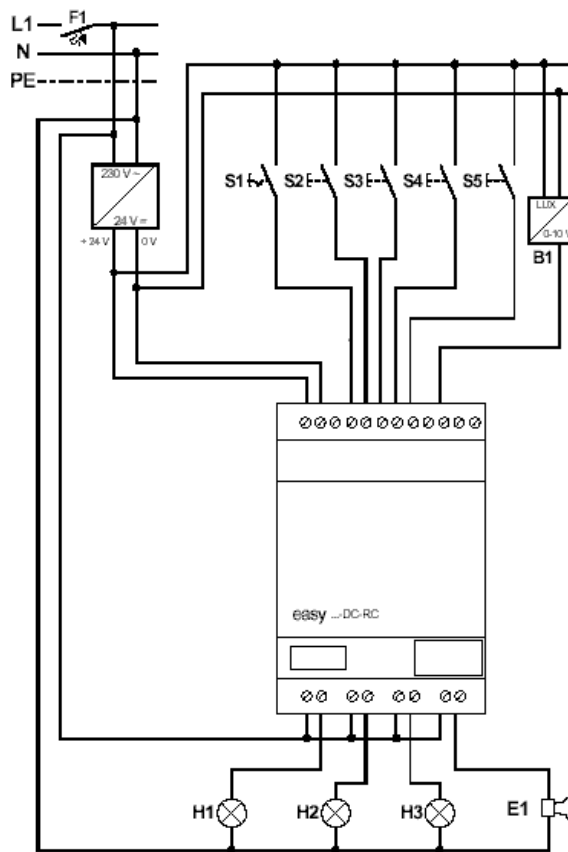 L1 F1
N
PE
230 V ~
24 V =
+ 24 V 0 V
S1 S2 S3 S4 S5
LUX
0-10 V
B1
easy ...-DC-RC
H1 H2 H3 E1